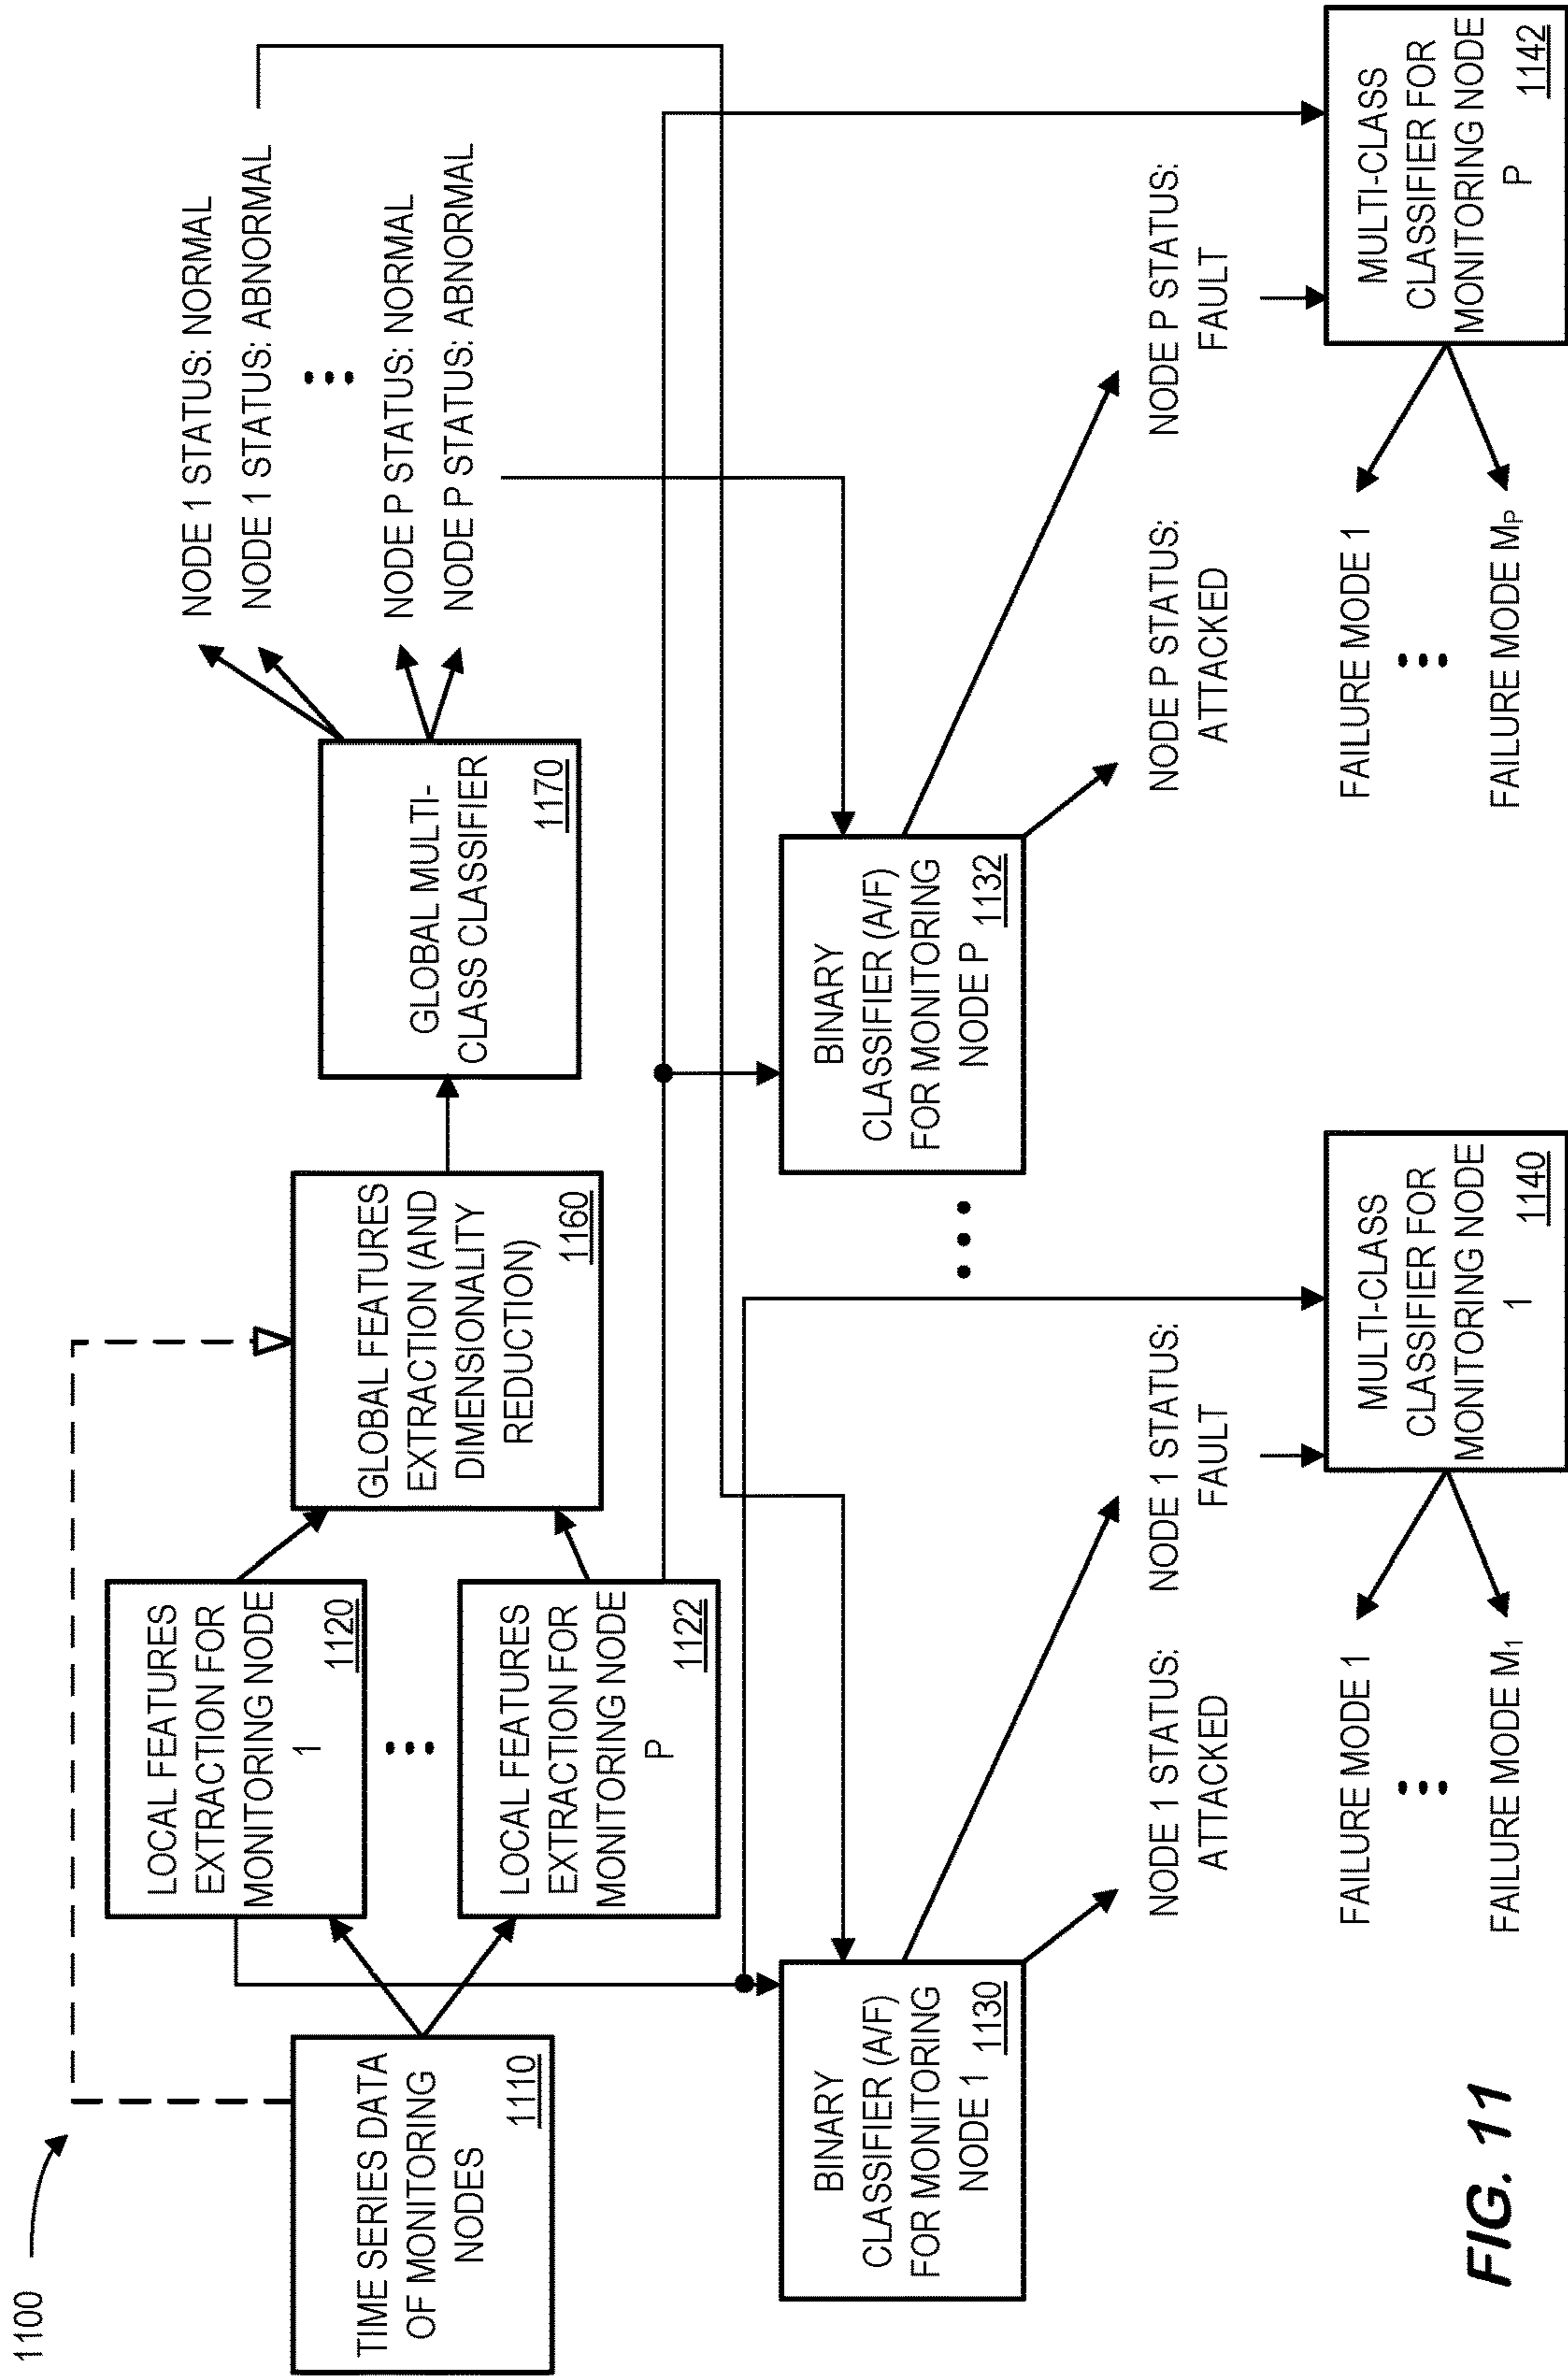 1100
TIME SERIES DATA
OF MONITORING
NODES
1110
LOCAL FEATURES
EXTRACTION FOR
MONITORING NODE
1
1120
LOCAL FEATURES
EXTRACTION FOR
MONITORING NODE
P
1122
GLOBAL FEATURES
EXTRACTION (AND
DIMENSIONALITY
REDUCTION)
1160
GLOBAL MULTI-
CLASS CLASSIFIER
1170
NODE 1 STATUS: NORMAL
NODE 1 STATUS: ABNORMAL
NODE P STATUS: NORMAL
NODE P STATUS: ABNORMAL
BINARY
CLASSIFIER (A/F)
FOR MONITORING
NODE 1
1130
NODE 1 STATUS:
ATTACKED
NODE 1 STATUS:
FAULT
BINARY
CLASSIFIER (A/F)
FOR MONITORING
NODE P
1132
NODE P STATUS:
ATTACKED
NODE P STATUS:
FAULT
FAILURE MODE 1
FAILURE MODE M₁
MULTI-CLASS
CLASSIFIER FOR
MONITORING NODE
1
1140
FAILURE MODE 1
FAILURE MODE Mₚ
MULTI-CLASS
CLASSIFIER FOR
MONITORING NODE
P
1142
FIG. 11